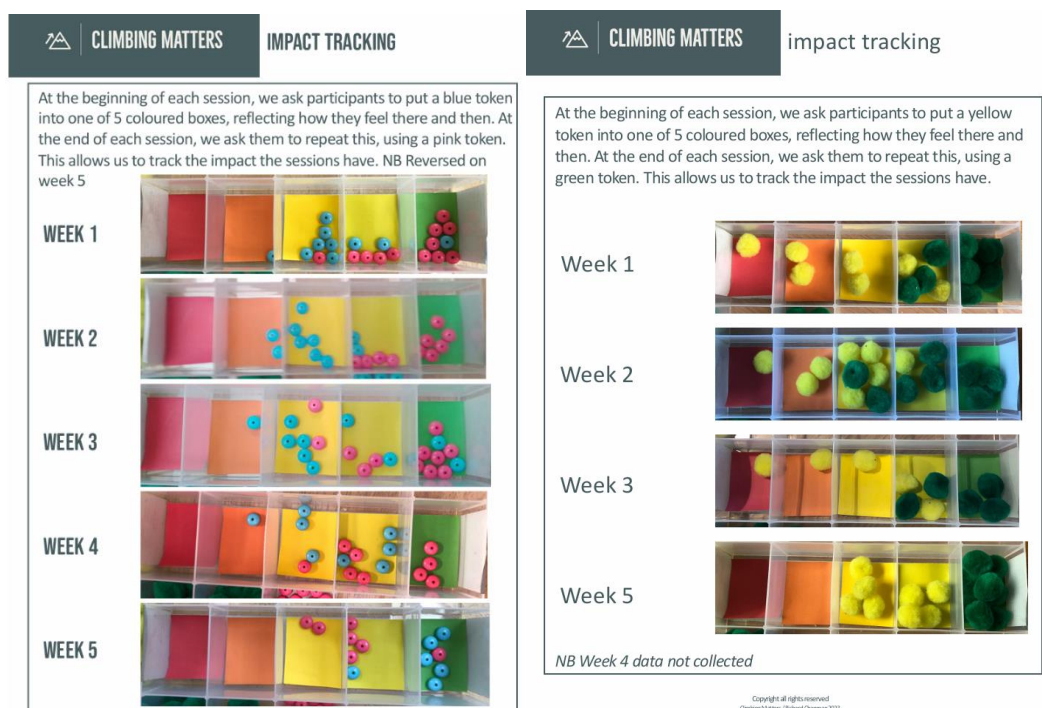 CLIMBING MATTERS
IMPACT TRACKING
At the beginning of each session, we ask participants to put a blue token
into one of 5 coloured boxes, reflecting how they feel there and then. At
the end of each session, we ask them to repeat this, using a pink token.
This allows us to track the impact the sessions have. NB Reversed on
week 5
WEEK 1
WEEK 2
WEEK 3
WEEK 4
WEEK 5
CLIMBING MATTERS
impact tracking
At the beginning of each session, we ask participants to put a yellow
token into one of 5 coloured boxes, reflecting how they feel there and
then. At the end of each session, we ask them to repeat this, using a
green token. This allows us to track the impact the sessions have.
Week 1
Week 2
Week 3
Week 5
NB Week 4 data not collected
Copyright all rights reserved